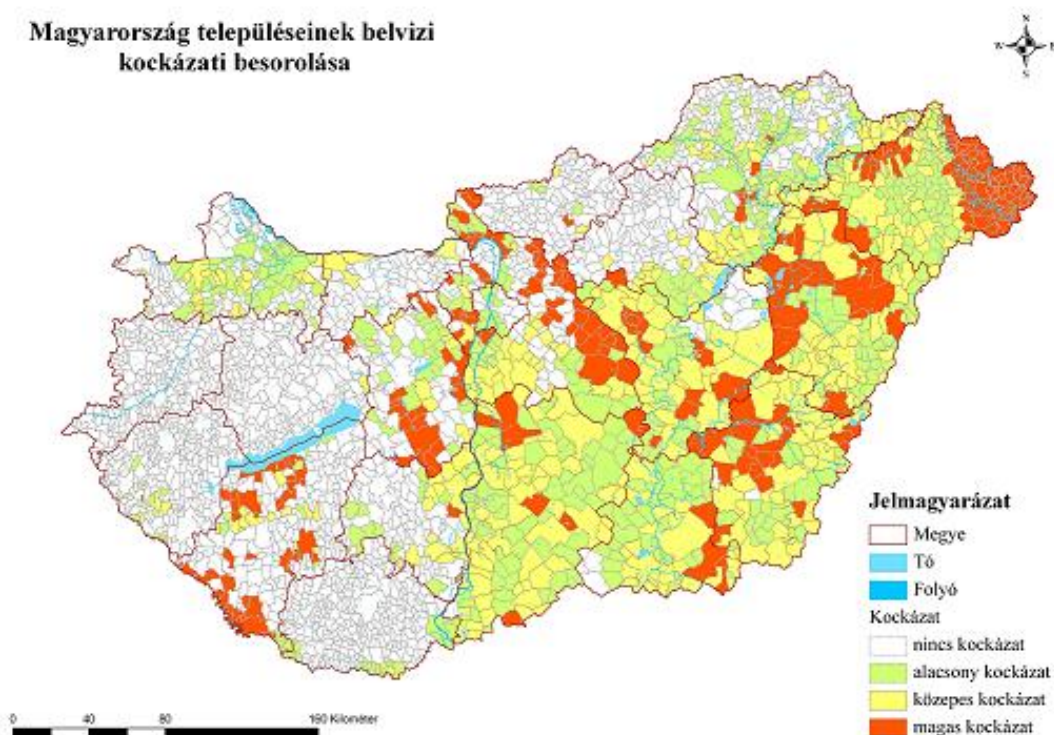 Magyarország településeinek belvizi
kockázati besorolása
N
W E
S
Jelmagyarázat
Megye
Tó
Folyó
Kockázat
nincs kockázat
alacsony kockázat
közepes kockázat
magas kockázat
0 40 80 160 Kilométer